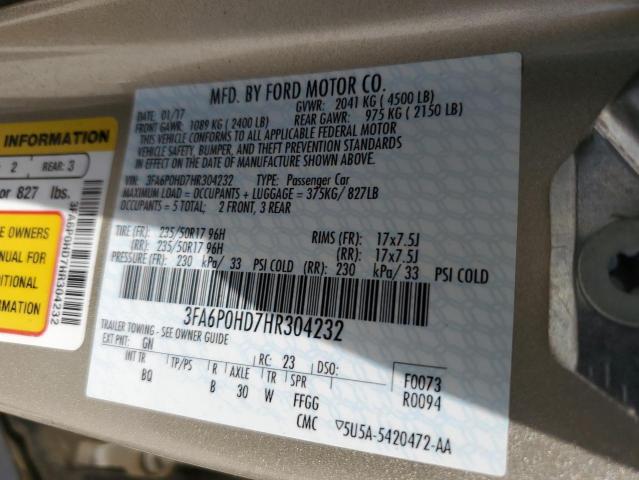 MFD. BY FORD MOTOR CO.
DATE: 01/17 GVWR: 2041 KG ( 4500 LB)
FRONT GAWR: 1089 KG ( 2400 LB) REAR GAWR: 975 KG ( 2150 LB)
THIS VEHICLE CONFORMS TO ALL APPLICABLE FEDERAL MOTOR
VEHICLE SAFETY, BUMPER, AND THEFT PREVENTION STANDARDS
IN EFFECT ON THE DATE OF MANUFACTURE SHOWN ABOVE.
VIN: 3FA6P0HD7HR304232 TYPE: Passenger Car
MAXIMUM LOAD = OCCUPANTS + LUGGAGE = 375KG/ 827LB
OCCUPANTS = 5 TOTAL; 2 FRONT, 3 REAR
TIRE (FR): 235/50R17 96H RIMS (FR): 17x7.5J
(RR): 235/50R17 96H (RR): 17x7.5J
PRESSURE (FR): 230 kPa/ 33 PSI COLD (RR): 230 kPa/ 33 PSI COLD
3FA6P0HD7HR304232
TRAILER TOWING - SEE OWNER GUIDE
EXT PNT: GN RC: 23 DSO:
INT TR TP/PS R AXLE TR SPR F0073
BQ B 30 W FFGG R0094
CMC ▽5U5A-5420472-AA
INFORMATION
2 REAR: 3
or 827 lbs.
EE OWNERS
ANUAL FOR
DITIONAL
ORMATION
3FA6P0HD7HR304232